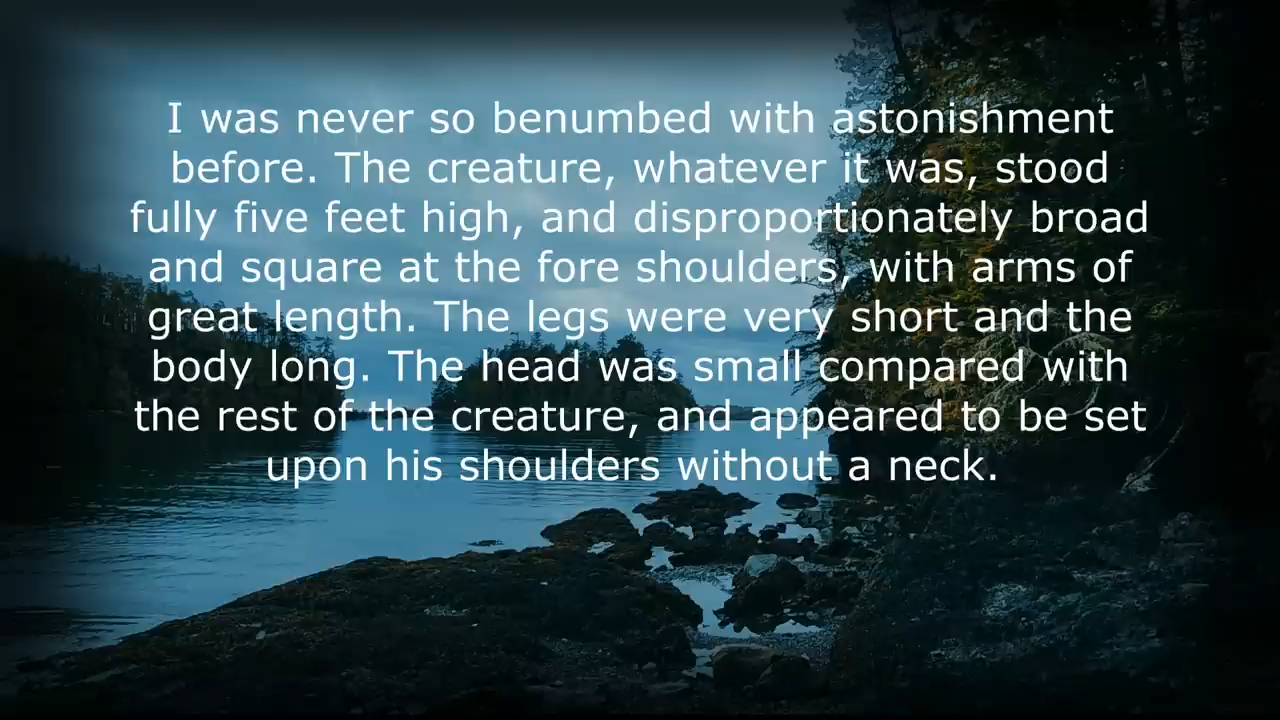 I was never so benumbed with astonishment
before. The creature, whatever it was, stood
fully five feet high, and disproportionately broad
and square at the fore shoulders, with arms of
great length. The legs were very short and the
body long. The head was small compared with
the rest of the creature, and appeared to be set
upon his shoulders without a neck.